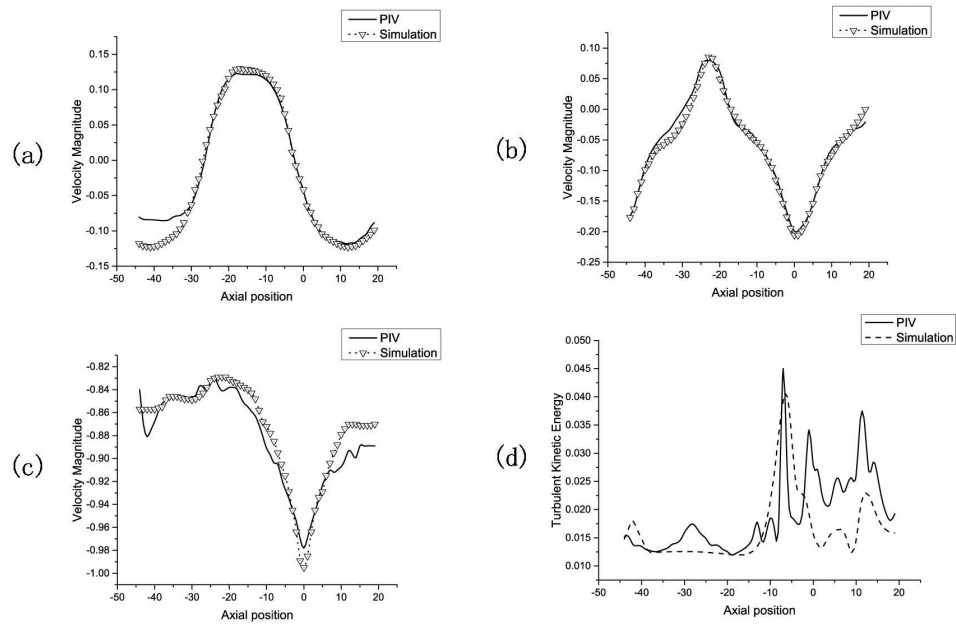 PIV
Simulation
(a)
Velocity Magnitude
0.15
0.10
0.05
0.00
-0.05
-0.10
-0.15
-50 -40 -30 -20 -10 0 10 20
Axial position
PIV
Simulation
(b)
Velocity Magnitude
0.10
0.05
0.00
-0.05
-0.10
-0.15
-0.20
-0.25
-50 -40 -30 -20 -10 0 10 20
Axial position
PIV
Simulation
(c)
Velocity Magnitude
-0.82
-0.84
-0.86
-0.88
-0.90
-0.92
-0.94
-0.96
-0.98
-1.00
-50 -40 -30 -20 -10 0 10 20
Axial position
PIV
Simulation
(d)
Turbulent Kinetic Energy
0.050
0.045
0.040
0.035
0.030
0.025
0.020
0.015
0.010
-50 -40 -30 -20 -10 0 10 20
Axial position